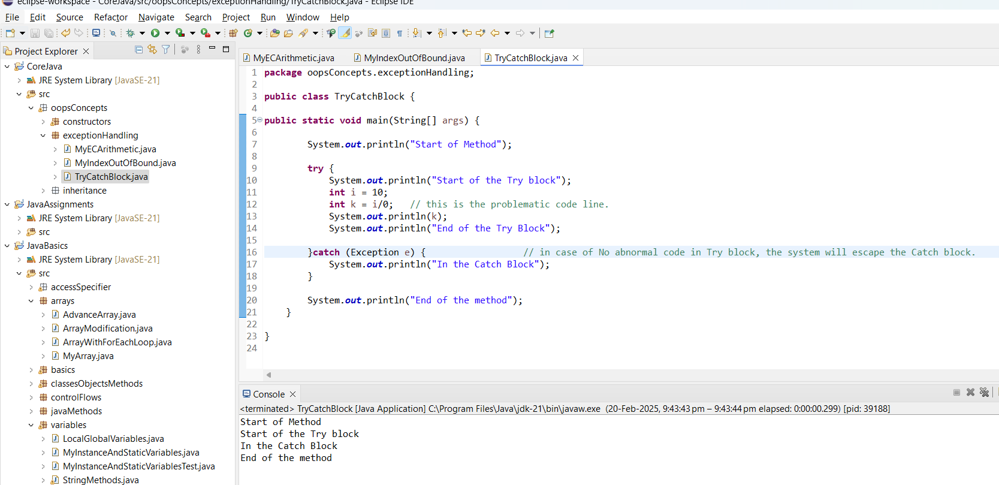 eclipse-workspace - CoreJava/src/oopsConcepts/exceptionHandling/TryCatchBlock.java - Eclipse IDE
File Edit Source Refactor Navigate Search Project Run Window Help
Project Explorer
CoreJava
JRE System Library [JavaSE-21]
src
oopsConcepts
constructors
exceptionHandling
MyECArithmetic.java
MyIndexOutOfBound.java
TryCatchBlock.java
inheritance
JavaAssignments
JRE System Library [JavaSE-21]
src
JavaBasics
JRE System Library [JavaSE-21]
src
accessSpecifier
arrays
AdvanceArray.java
ArrayModification.java
ArrayWithForEachLoop.java
MyArray.java
basics
classesObjectsMethods
controlFlows
javaMethods
variables
LocalGlobalVariables.java
MyInstanceAndStaticVariables.java
MyInstanceAndStaticVariablesTest.java
StringMethods.java
MyECArithmetic.java MyIndexOutOfBound.java TryCatchBlock.java
1 package oopsConcepts.exceptionHandling;
2
3 public class TryCatchBlock {
4
5 public static void main(String[] args) {
6
7 System.out.println("Start of Method");
8
9 try {
10 System.out.println("Start of the Try block");
11 int i = 10;
12 int k = i/0; // this is the problematic code line.
13 System.out.println(k);
14 System.out.println("End of the Try Block");
15
16 }catch (Exception e) { // in case of No abnormal code in Try block, the system will escape the Catch block.
17 System.out.println("In the Catch Block");
18 }
19
20 System.out.println("End of the method");
21 }
22
23 }
24
Console
<terminated> TryCatchBlock [Java Application] C:\Program Files\Java\jdk-21\bin\javaw.exe (20-Feb-2025, 9:43:43 pm – 9:43:44 pm elapsed: 0:00:00.299) [pid: 39188]
Start of Method
Start of the Try block
In the Catch Block
End of the method